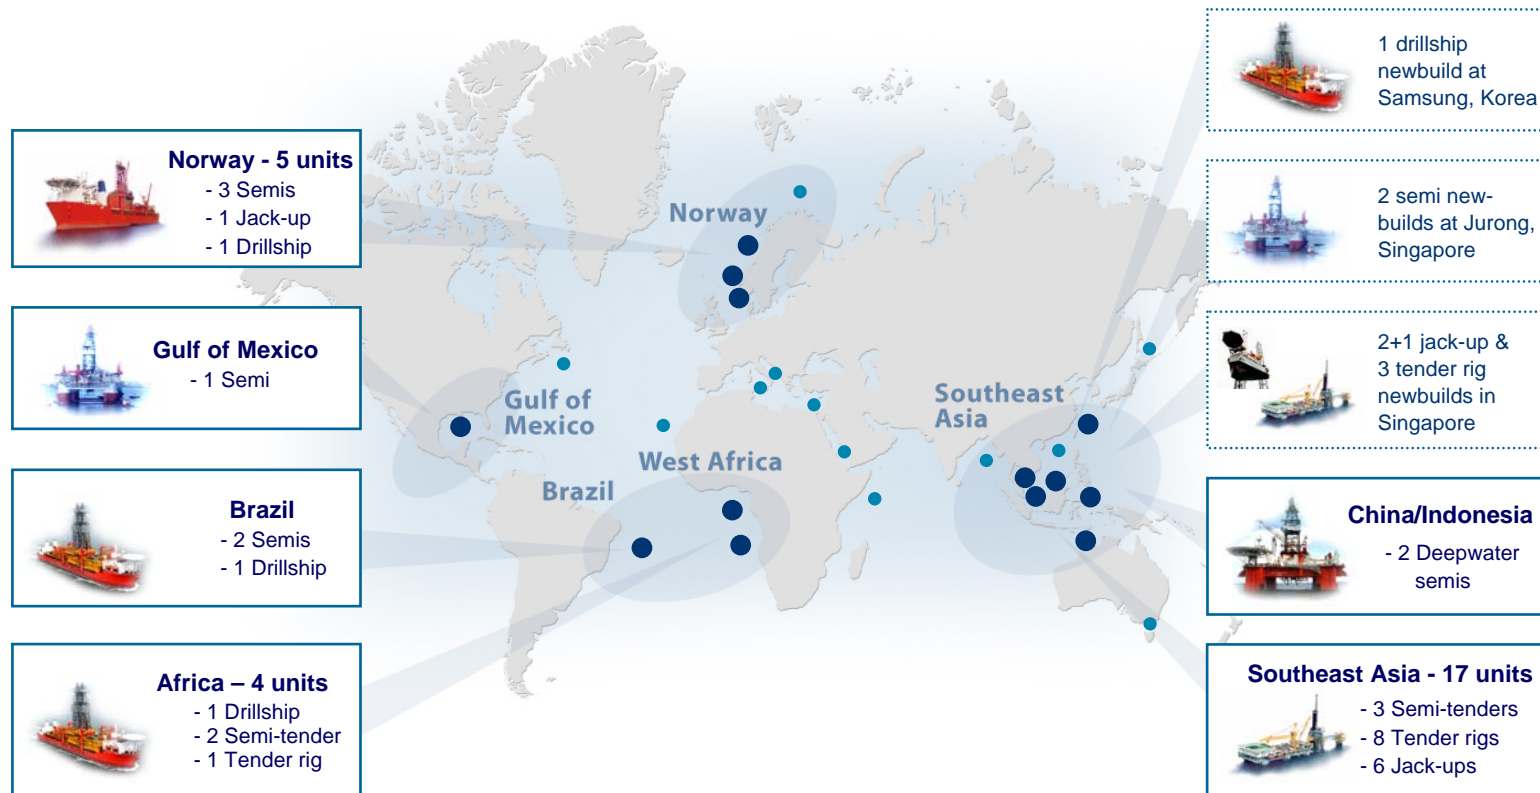 Norway - 5 units
- 3 Semis
- 1 Jack-up
- 1 Drillship
Gulf of Mexico
- 1 Semi
Brazil
- 2 Semis
- 1 Drillship
Africa – 4 units
- 1 Drillship
- 2 Semi-tender
- 1 Tender rig
Norway
Gulf of
Mexico
West Africa
Brazil
Southeast
Asia
1 drillship
newbuild at
Samsung, Korea
2 semi new-
builds at Jurong,
Singapore
2+1 jack-up &
3 tender rig
newbuilds in
Singapore
China/Indonesia
- 2 Deepwater
semis
Southeast Asia - 17 units
- 3 Semi-tenders
- 8 Tender rigs
- 6 Jack-ups